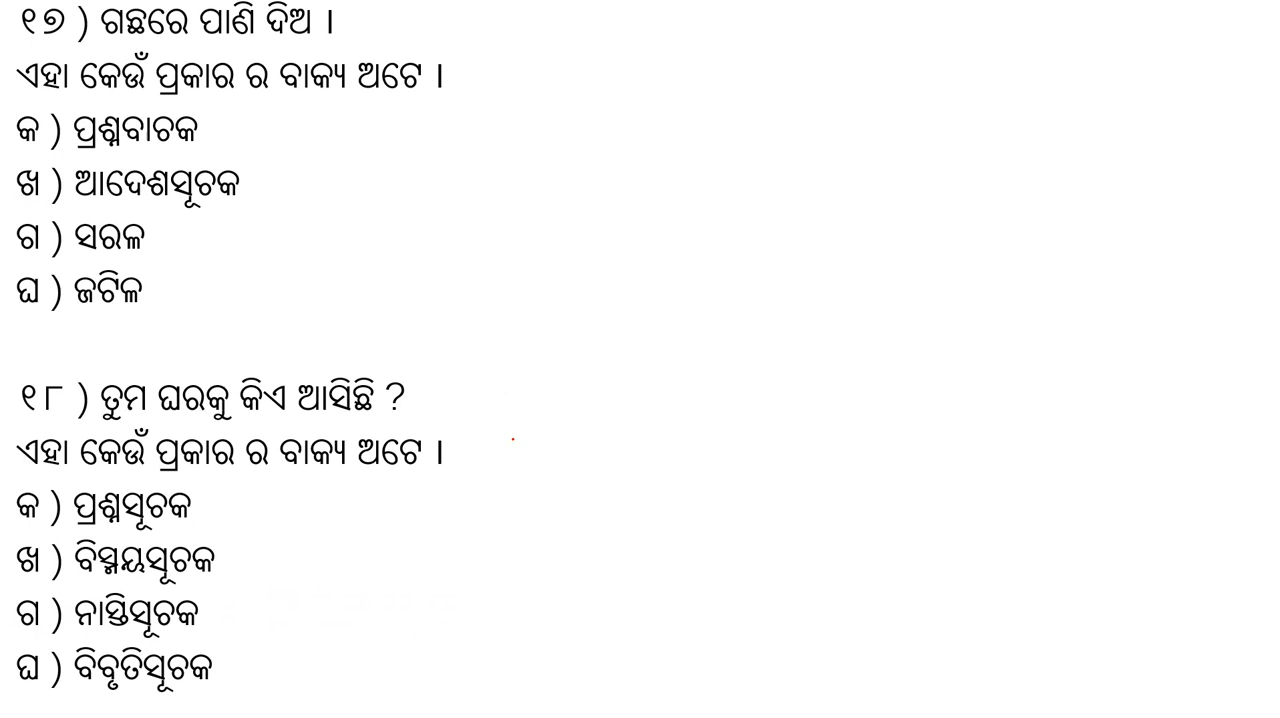 ୧୭ ) ଗଛରେ ପାଣି ଦିଅ ।
ଏହା କେଉଁ ପ୍ରକାର ର ବାକ୍ୟ ଅଟେ ।
କ ) ପ୍ରଶ୍ନବାଚକ
ଖ ) ଆଦେଶସୂଚକ
ଗ ) ସରଳ
ଘ ) ଜଟିଳ
୧୮ ) ତୁମ ଘରକୁ କିଏ ଆସିଛି ?
ଏହା କେଉଁ ପ୍ରକାର ର ବାକ୍ୟ ଅଟେ ।
କ ) ପ୍ରଶ୍ନସୂଚକ
ଖ ) ବିସ୍ମୟସୂଚକ
ଗ ) ନାସ୍ତିସୂଚକ
ଘ ) ବିବୃତିସୂଚକ